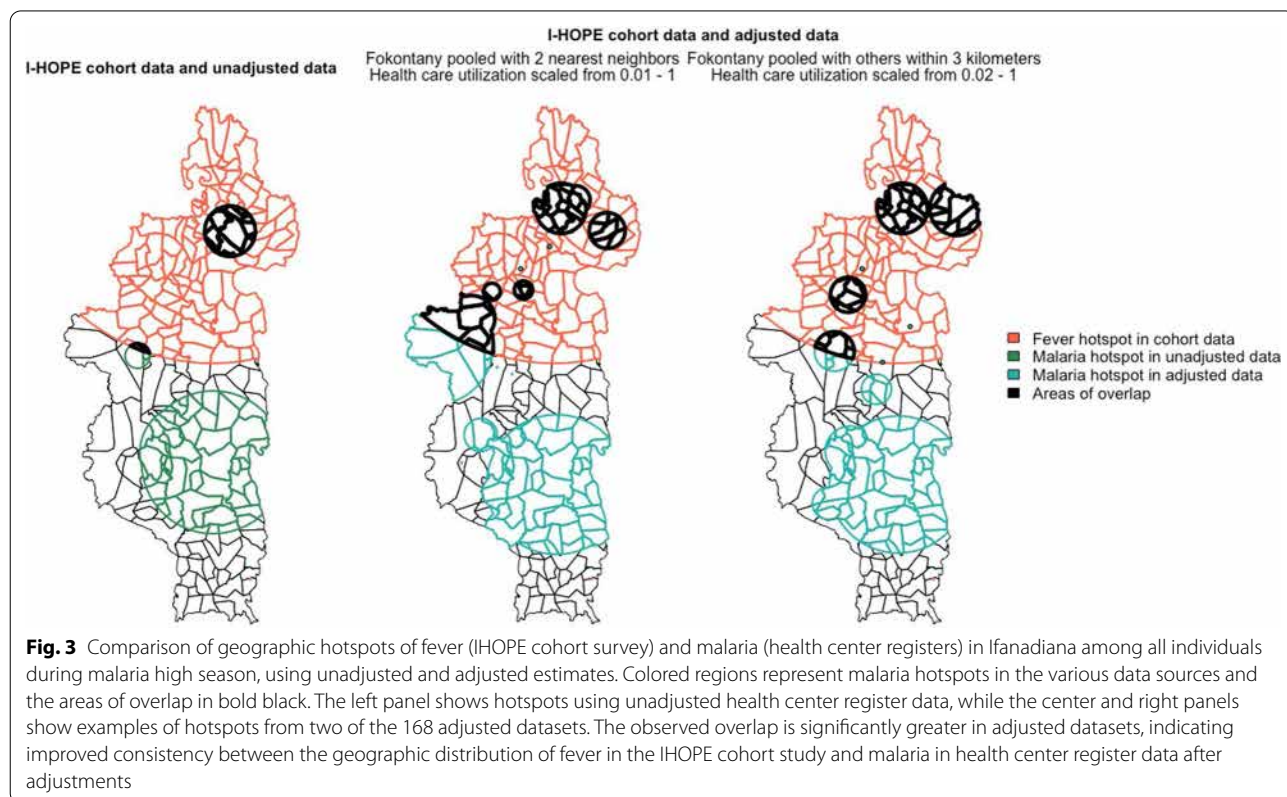 I-HOPE cohort data and adjusted data
I-HOPE cohort data and unadjusted data
Fokontany pooled with 2 nearest neighbors
Health care utilization scaled from 0.01 - 1
Fokontany pooled with others within 3 kilometers
Health care utilization scaled from 0.02 - 1
Fever hotspot in cohort data
Malaria hotspot in unadjusted data
Malaria hotspot in adjusted data
Areas of overlap
Fig. 3 Comparison of geographic hotspots of fever (IHOPE cohort survey) and malaria (health center registers) in Ifanadiana among all individuals
during malaria high season, using unadjusted and adjusted estimates. Colored regions represent malaria hotspots in the various data sources and
the areas of overlap in bold black. The left panel shows hotspots using unadjusted health center register data, while the center and right panels
show examples of hotspots from two of the 168 adjusted datasets. The observed overlap is significantly greater in adjusted datasets, indicating
improved consistency between the geographic distribution of fever in the IHOPE cohort study and malaria in health center register data after
adjustments